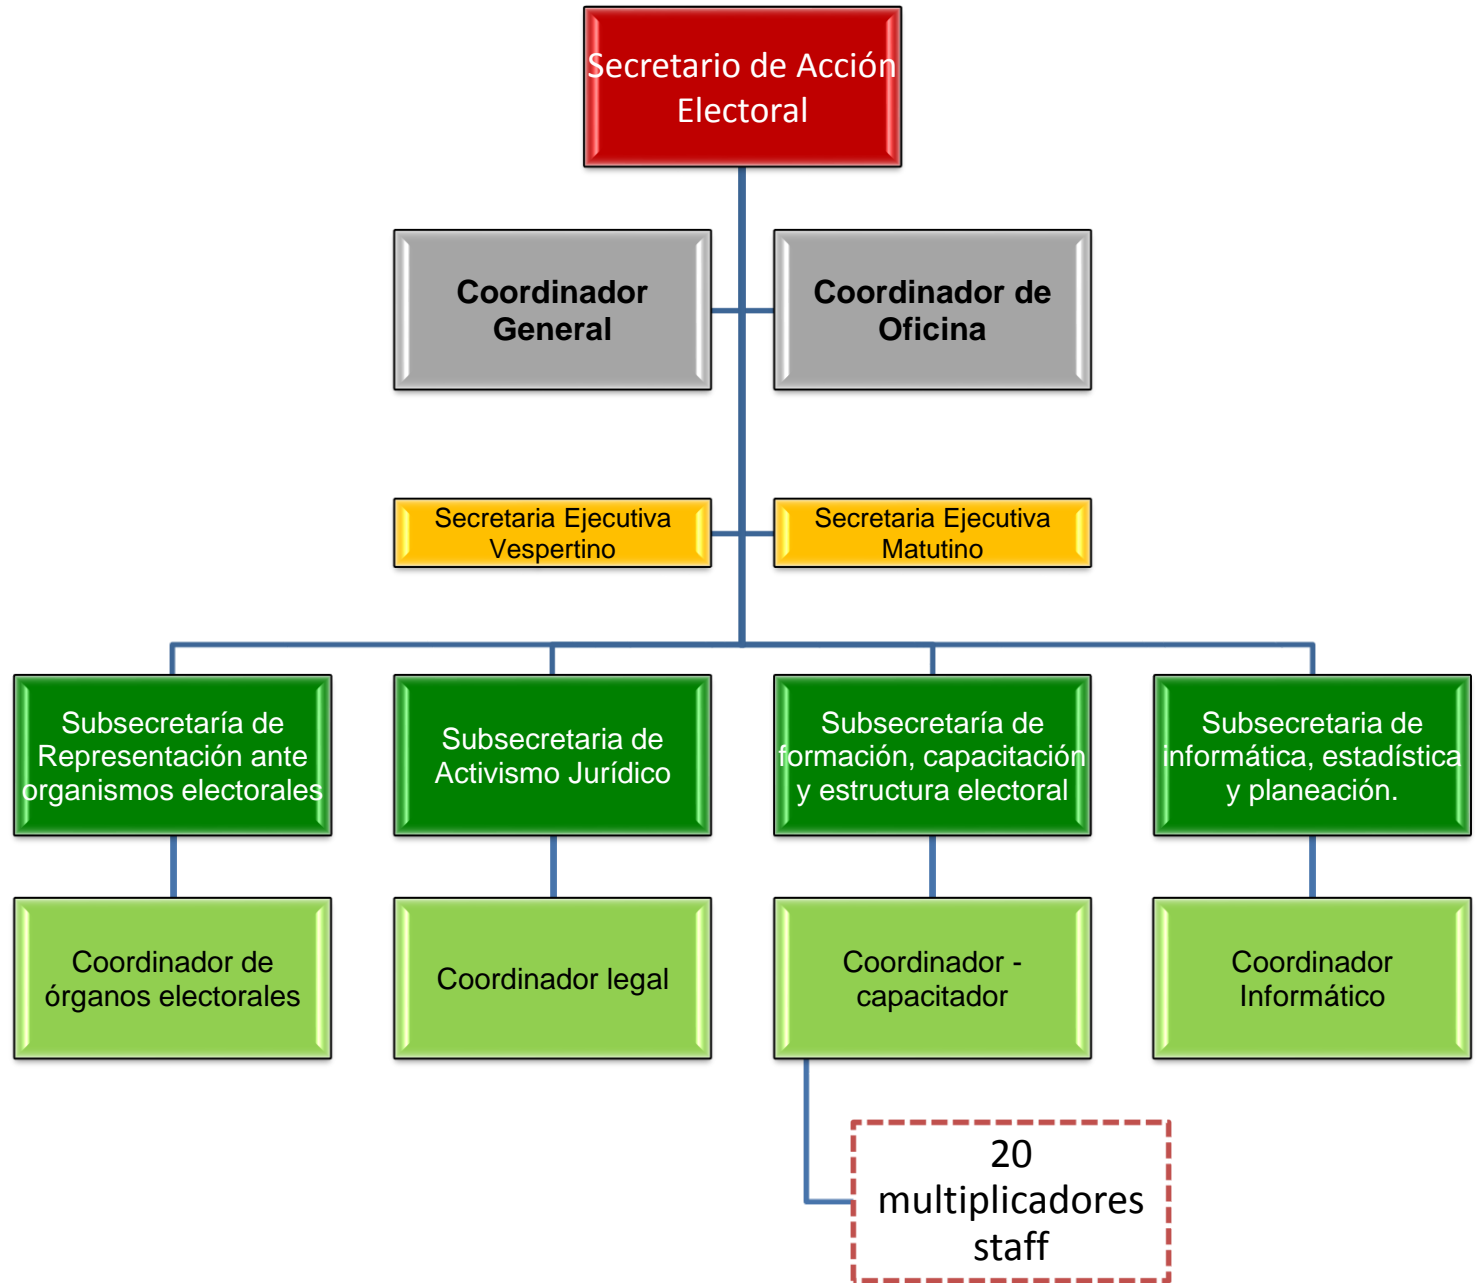 Secretario de Acción
Electoral
Coordinador
General
Coordinador de
Oficina
Secretaria Ejecutiva
Vespertino
Secretaria Ejecutiva
Matutino
Subsecretaría de
Representación ante
organismos electorales
Subsecretaria de
Activismo Jurídico
Subsecretaría de
formación, capacitación
y estructura electoral
Subsecretaria de
informática, estadística
y planeación.
Coordinador de
órganos electorales
Coordinador legal
Coordinador -
capacitador
Coordinador
Informático
20
multiplicadores
staff